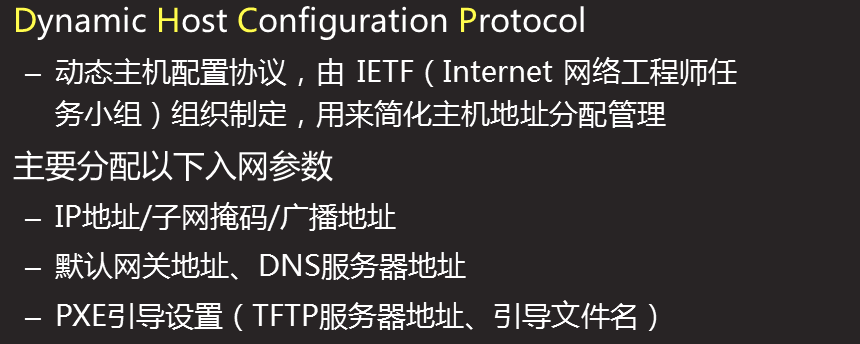 Dynamic Host Configuration Protocol
– 动态主机配置协议，由 IETF（Internet 网络工程师任
务小组）组织制定，用来简化主机地址分配管理
主要分配以下入网参数
– IP地址/子网掩码/广播地址
– 默认网关地址、DNS服务器地址
– PXE引导设置（TFTP服务器地址、引导文件名）